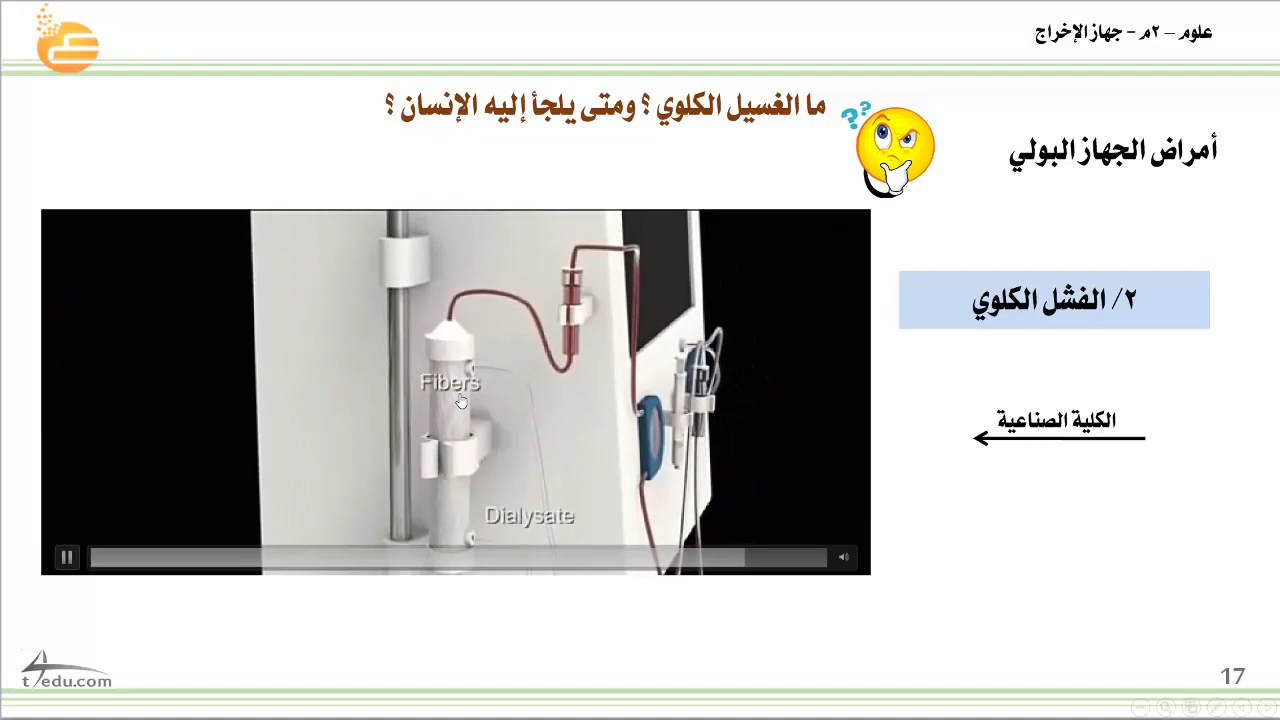 علوم – ٢م – جهاز الإخراج
ما الغسيل الكلوي ؟ ومتى يلجأ إليه الإنسان ؟
أمراض الجهاز البولي
٢/ الفشل الكلوي
الكلية الصناعية
Fibers
Dialysate
t4edu.com
17